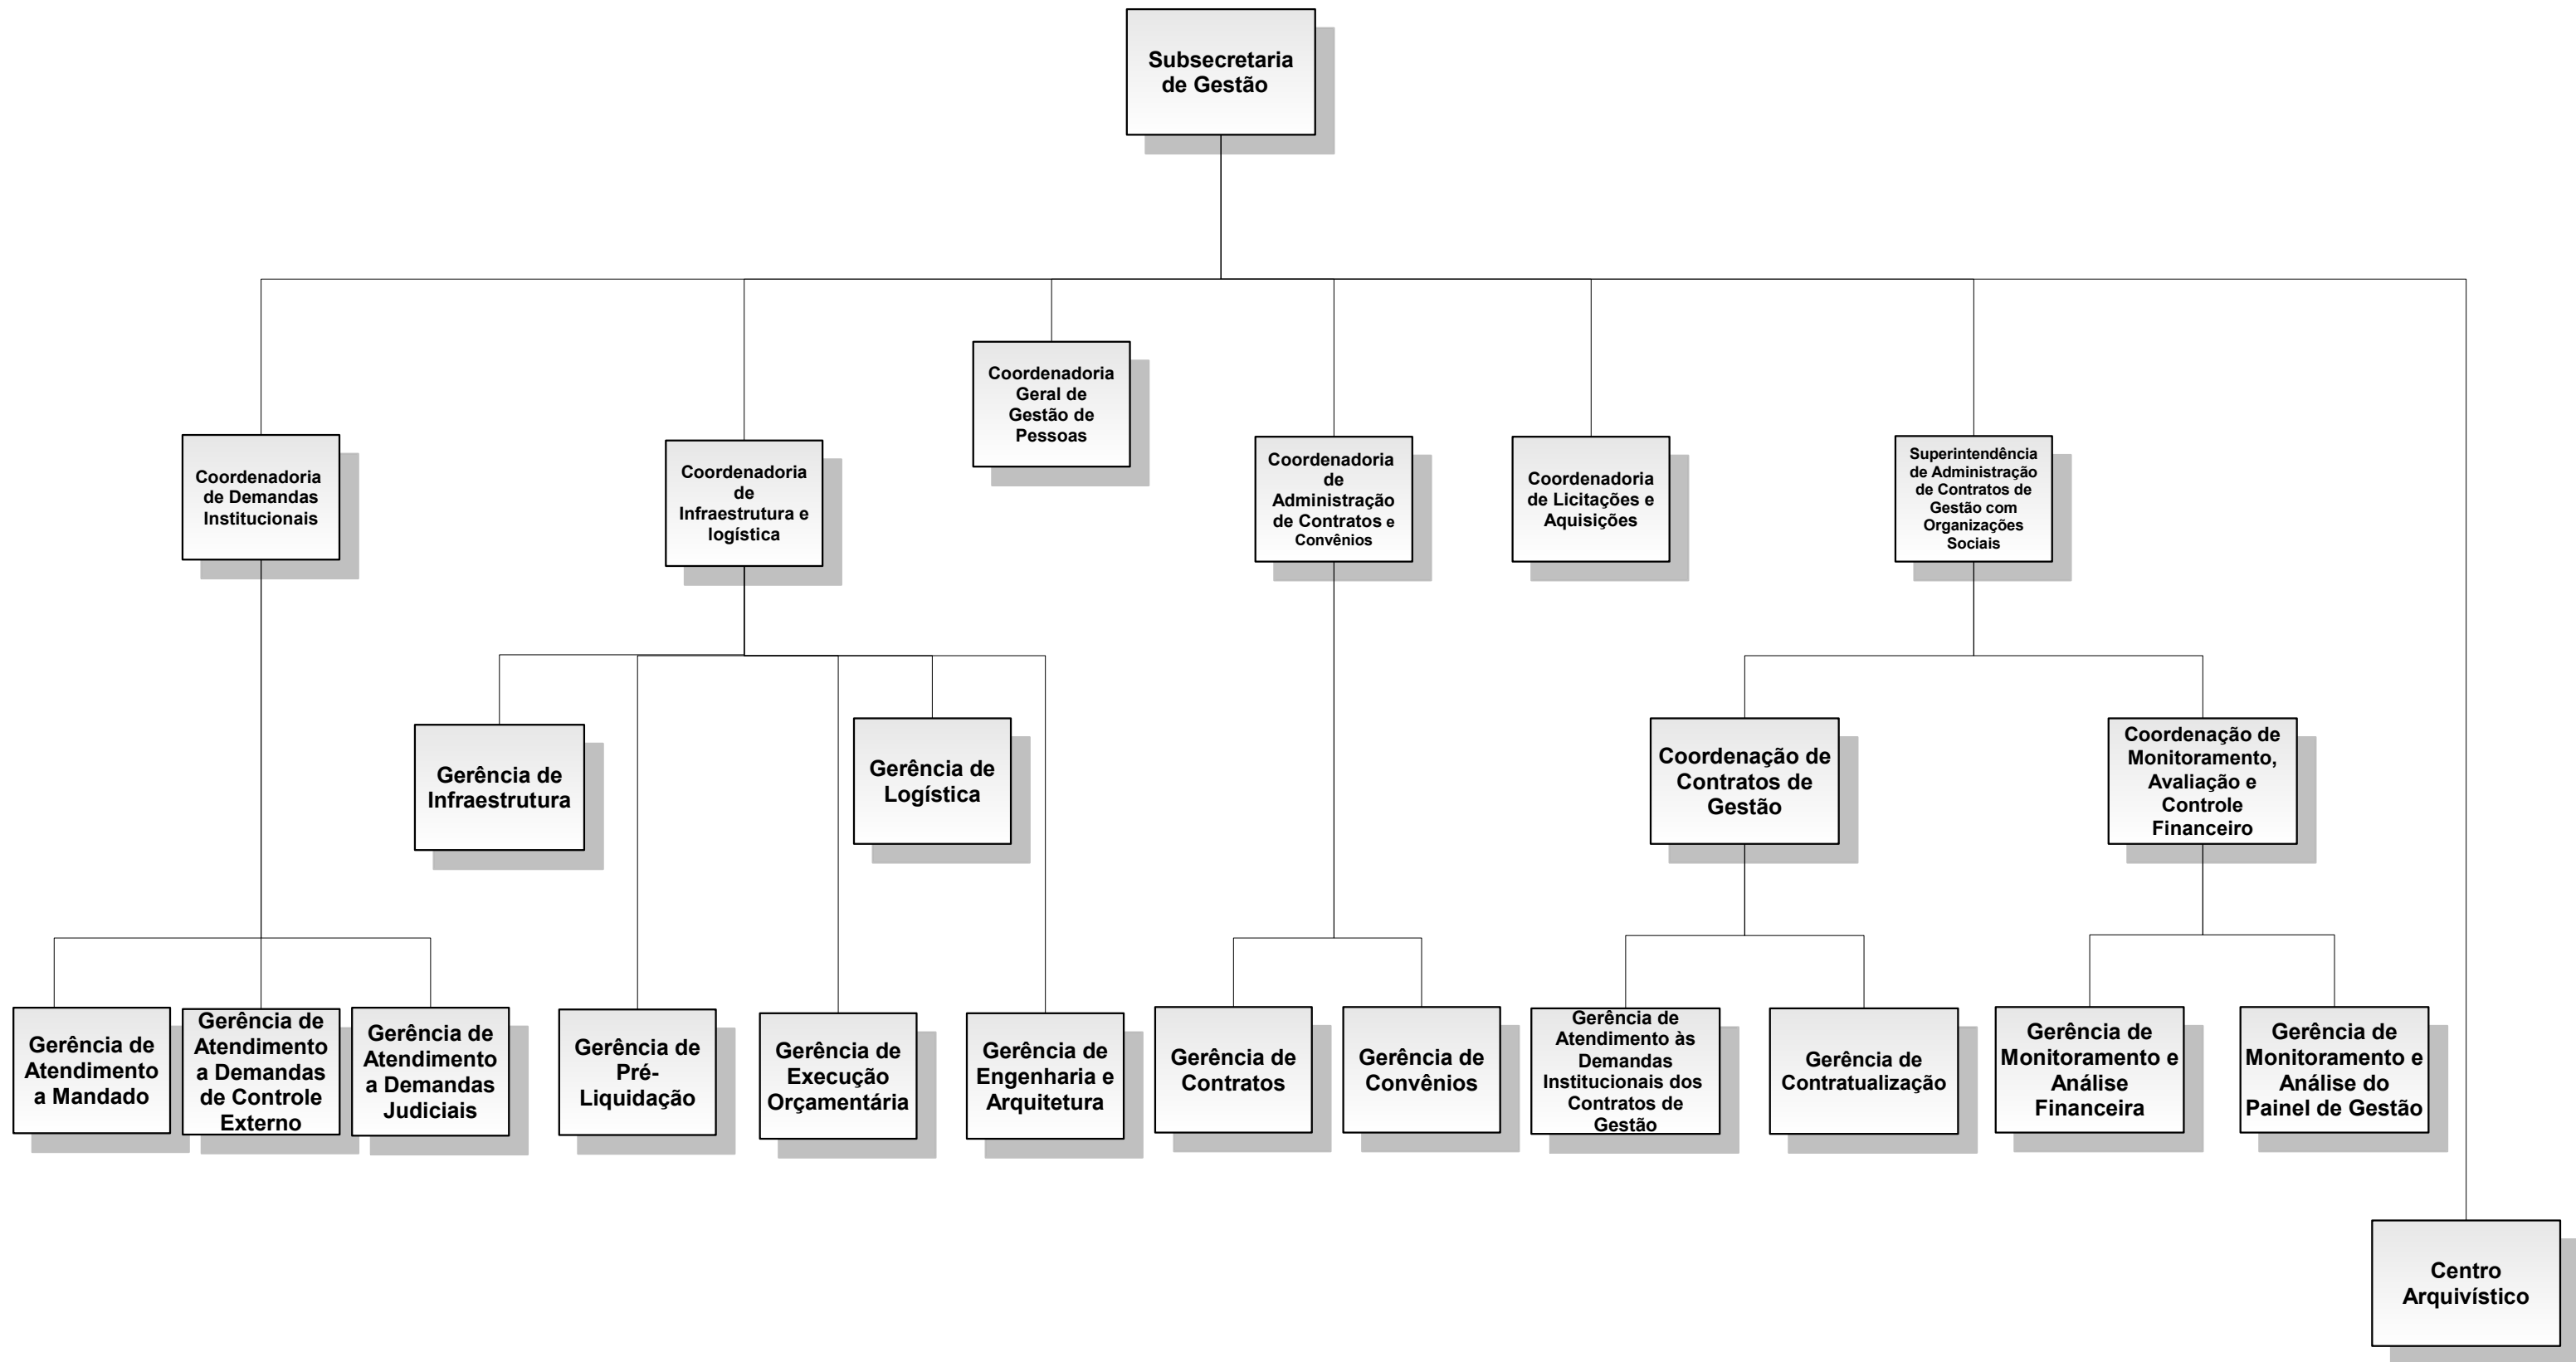 Subsecretaria
de Gestão
Coordenadoria
Geral de
Gestão de
Pessoas
Coordenadoria
de Demandas
Institucionais
Coordenadoria
de
Infraestrutura e
logística
Coordenadoria
de
Administração
de Contratos e
Convênios
Coordenadoria
de Licitações e
Aquisições
Superintendência
de Administração
de Contratos de
Gestão com
Organizações
Sociais
Gerência de
Infraestrutura
Gerência de
Logística
Coordenação de
Contratos de
Gestão
Coordenação de
Monitoramento,
Avaliação e
Controle
Financeiro
Gerência de
Atendimento
a Mandado
Gerência de
Atendimento
a Demandas
de Controle
Externo
Gerência de
Atendimento
a Demandas
Judiciais
Gerência de
Pré-
Liquidação
Gerência de
Execução
Orçamentária
Gerência de
Engenharia e
Arquitetura
Gerência de
Contratos
Gerência de
Convênios
Gerência de
Atendimento às
Demandas
Institucionais dos
Contratos de
Gestão
Gerência de
Contratualização
Gerência de
Monitoramento e
Análise
Financeira
Gerência de
Monitoramento e
Análise do
Painel de Gestão
Centro
Arquivístico